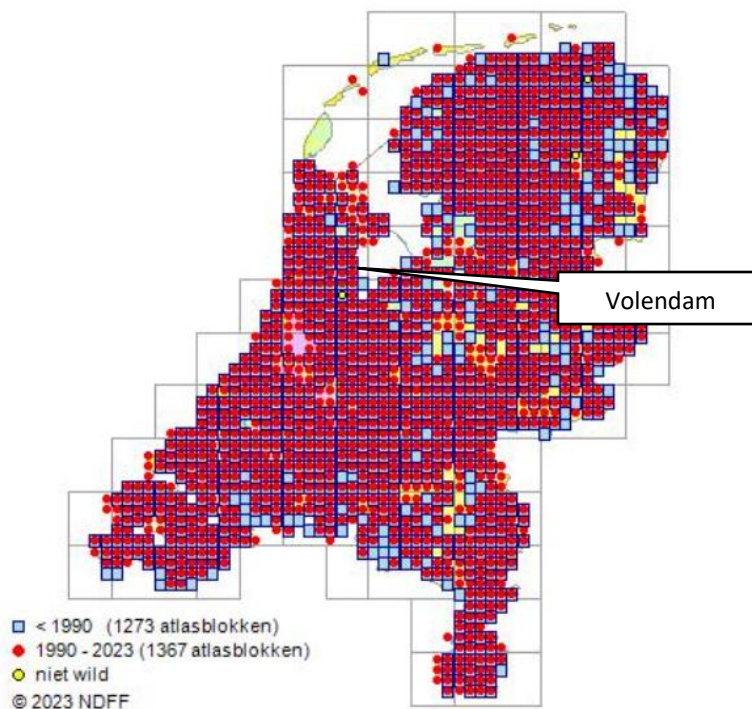 Volendam
< 1990 (1273 atlasblokken)
1990 - 2023 (1367 atlasblokken)
niet wild
© 2023 NDFF